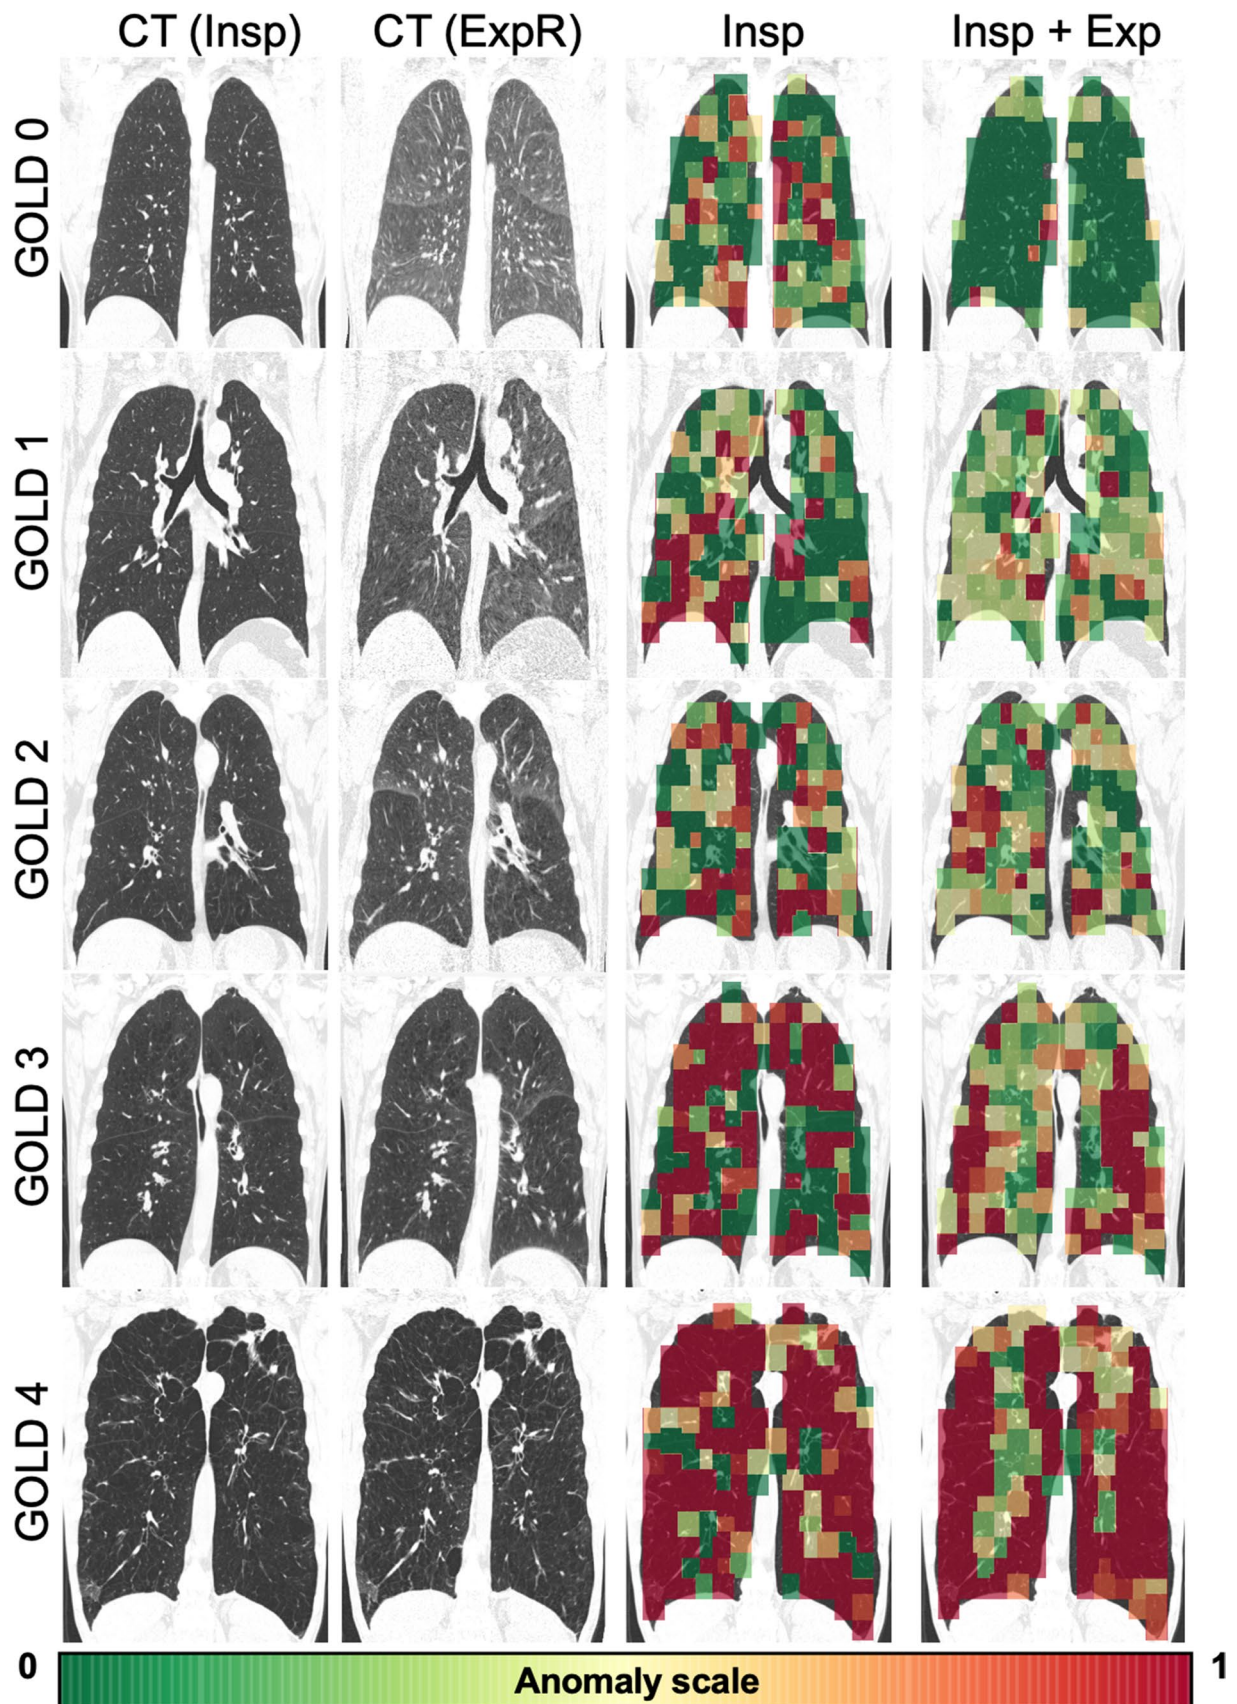 CT (Insp) CT (ExpR) Insp Insp + Exp
GOLD 0
GOLD 1
GOLD 2
GOLD 3
GOLD 4
0 Anomaly scale 1